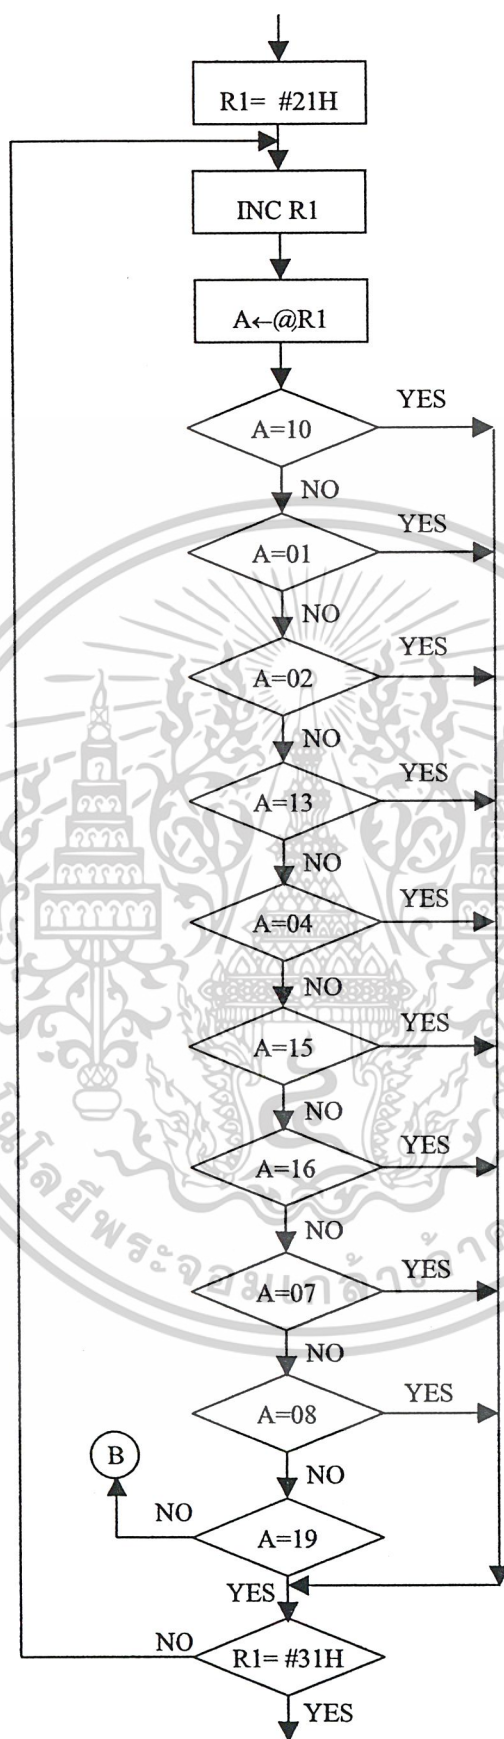 R1= #21H
INC R1
A←@R1
A=10
YES
NO
A=01
YES
NO
A=02
YES
NO
A=13
YES
NO
A=04
YES
NO
A=15
YES
NO
A=16
YES
NO
A=07
YES
NO
A=08
YES
NO
B
NO
A=19
YES
NO
R1= #31H
YES